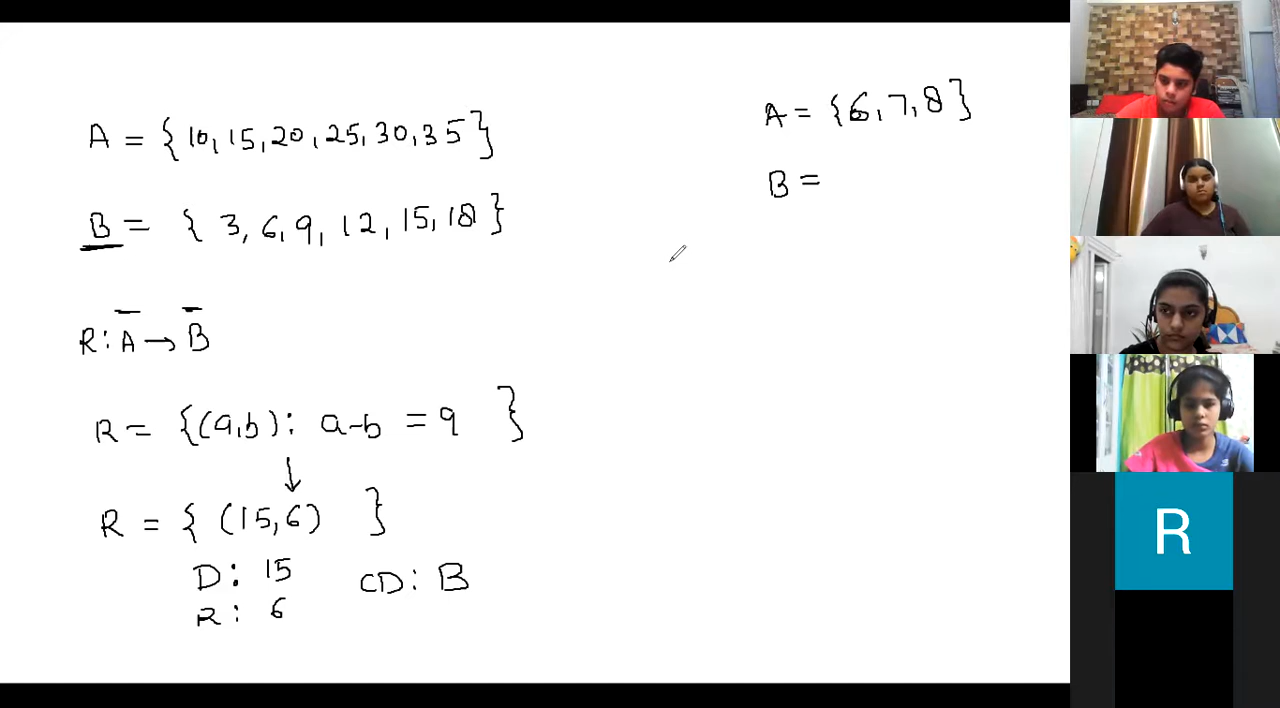 A = {10, 15, 20, 25, 30, 35}
B = { 3, 6, 9, 12, 15, 18 }
R: A → B
R = {(a,b): a-b = 9 }
R = { (15,6) }
D: 15 CD: B
R: 6
A = {6, 7, 8}
B =
R